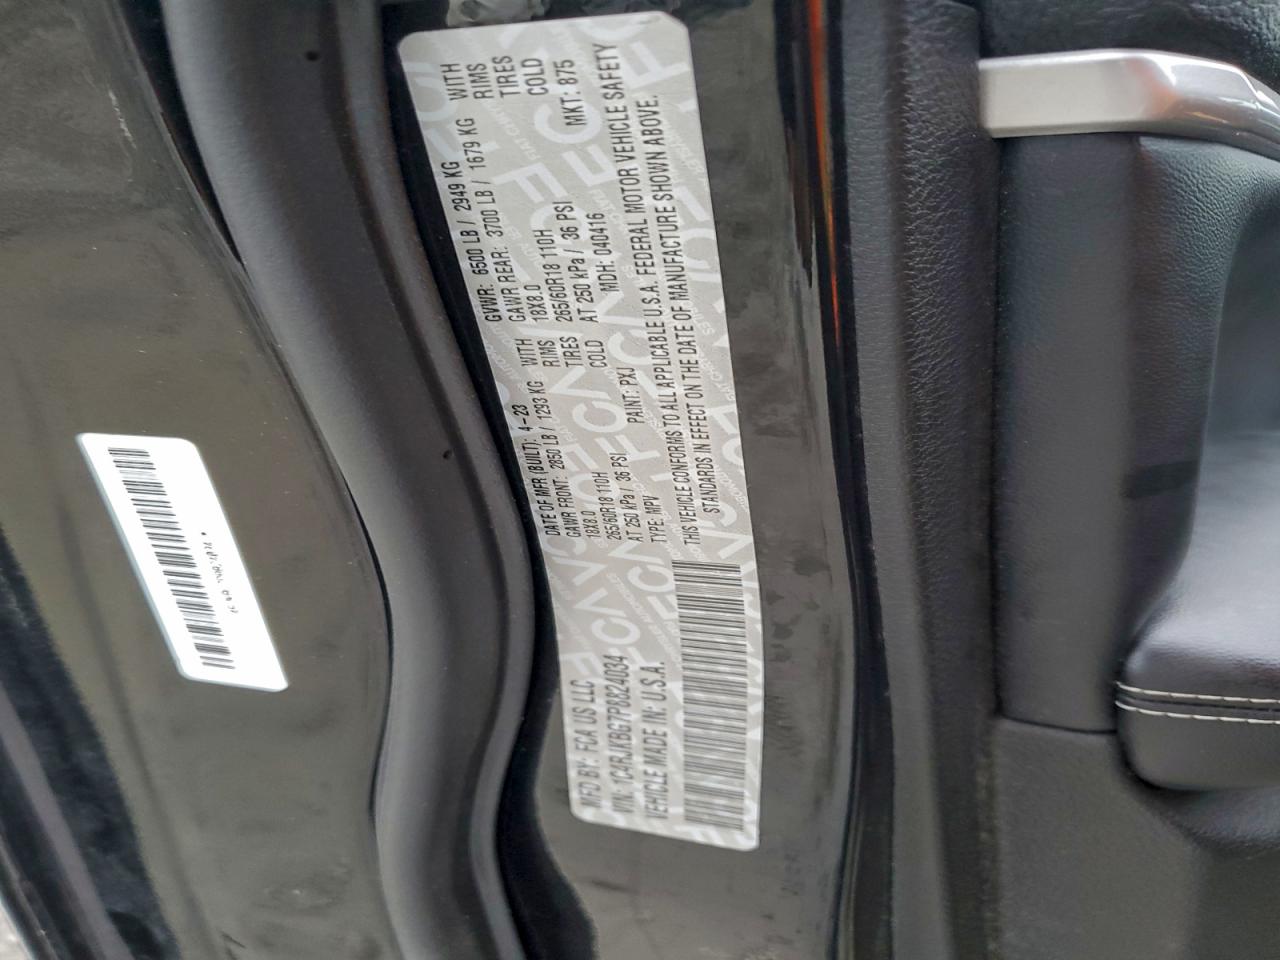 MFD BY: FCA US LLC
DATE OF MFR (BUILT): 4-23
GVWR: 6500 LB / 2949 KG
GAWR FRONT: 2850 LB / 1293 KG WITH
18X8.0 RIMS
265/60R18 110H TIRES
AT 250 kPa / 36 PSI COLD
GAWR REAR: 3700 LB / 1679 KG WITH
18X8.0 RIMS
265/60R18 110H TIRES
AT 250 kPa / 36 PSI COLD
VIN: 1C4RJKBG7P8824034
TYPE: MPV
PAINT: PXJ
MDH: 040416
MKT: 875
VEHICLE MADE IN: U.S.A.
THIS VEHICLE CONFORMS TO ALL APPLICABLE U.S.A. FEDERAL MOTOR VEHICLE SAFETY
STANDARDS IN EFFECT ON THE DATE OF MANUFACTURE SHOWN ABOVE.